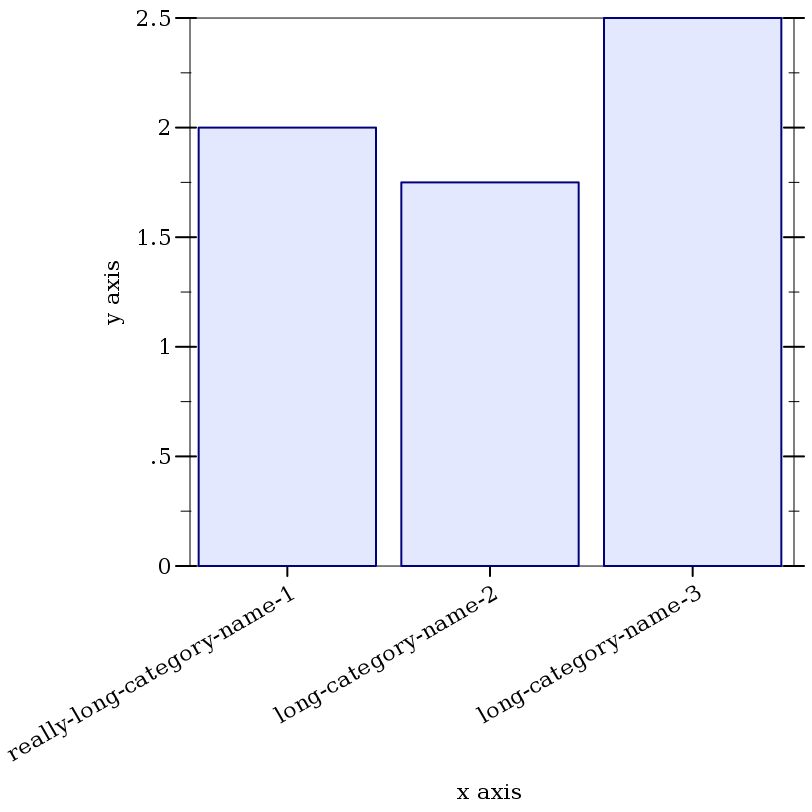 2.5
2
1.5
1
.5
0
y axis
really-long-category-name-1
long-category-name-2
long-category-name-3
x axis